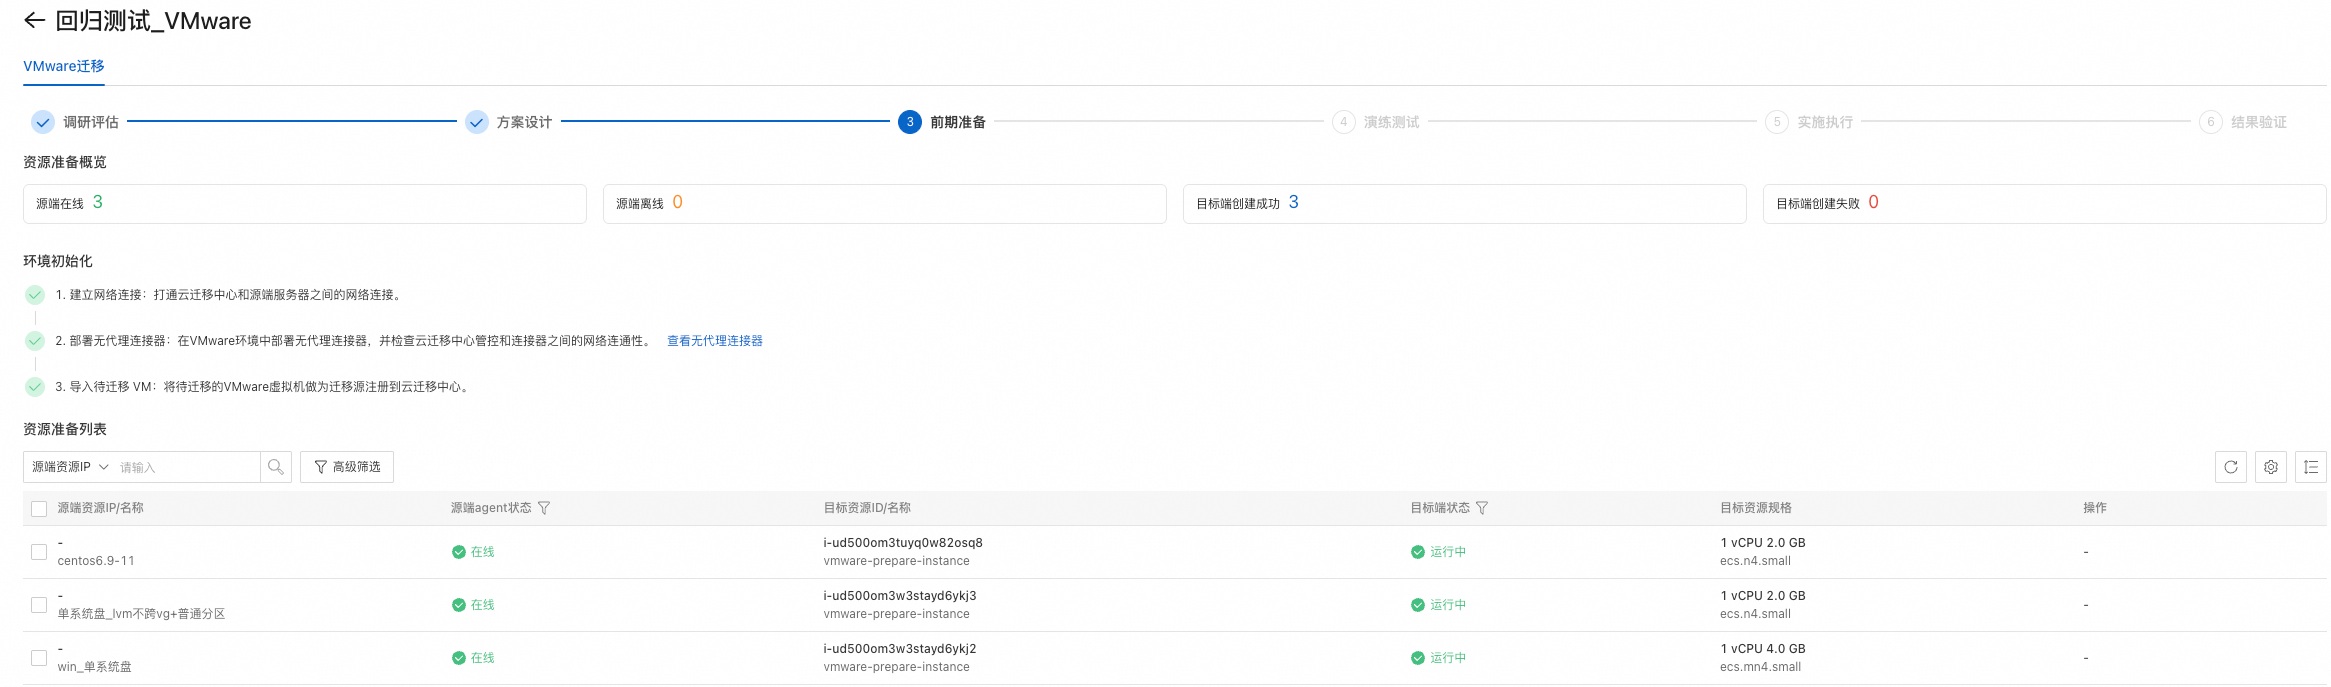 回归测试_VMware
VMware迁移
调研评估
方案设计
3 前期准备
4 演练测试
5 实施执行
6 结果验证
资源准备概览
源端在线 3
源端离线 0
目标端创建成功 3
目标端创建失败 0
环境初始化
1. 建立网络连接：打通云迁移中心和源端服务器之间的网络连接。
2. 部署无代理连接器：在VMware环境中部署无代理连接器，并检查云迁移中心管控和连接器之间的网络连通性。 查看无代理连接器
3. 导入待迁移 VM：将待迁移的VMware虚拟机做为迁移源注册到云迁移中心。
资源准备列表
源端资源IP 请输入 高级筛选
源端资源IP/名称 源端agent状态 目标资源ID/名称 目标端状态 目标资源规格 操作
- 在线 i-ud500om3tuyq0w82osq8 运行中 1 vCPU 2.0 GB -
centos6.9-11 vmware-prepare-instance ecs.n4.small
- 在线 i-ud500om3w3stayd6ykj3 运行中 1 vCPU 2.0 GB -
单系统盘_lvm不跨vg+普通分区 vmware-prepare-instance ecs.n4.small
- 在线 i-ud500om3w3stayd6ykj2 运行中 1 vCPU 4.0 GB -
win_单系统盘 vmware-prepare-instance ecs.mn4.small